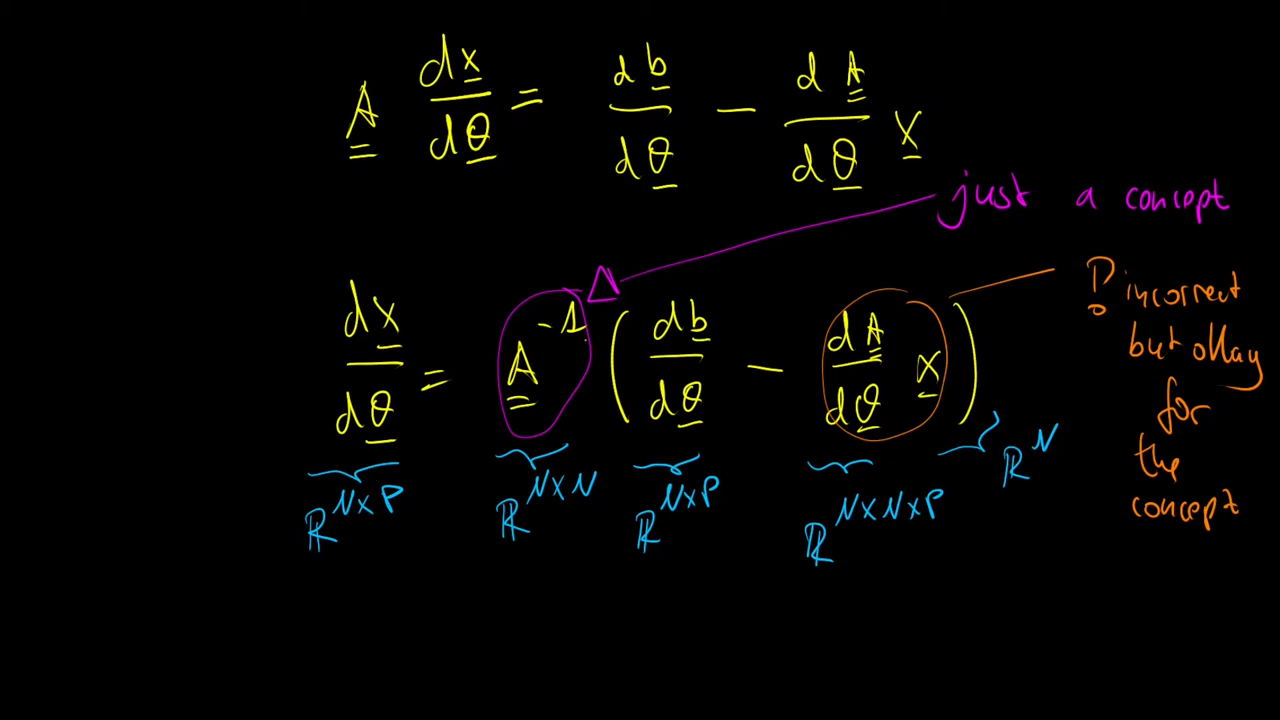 A dx/dθ = db/dθ - dA/dθ x
just a concept
dx/dθ = A^-1 ( db/dθ - dA/dθ x )
Δ
! incorrect
but okay
for
the
concept
ℝ^N×P ℝ^N×N ℝ^N×P ℝ^N×N×P ℝ^N